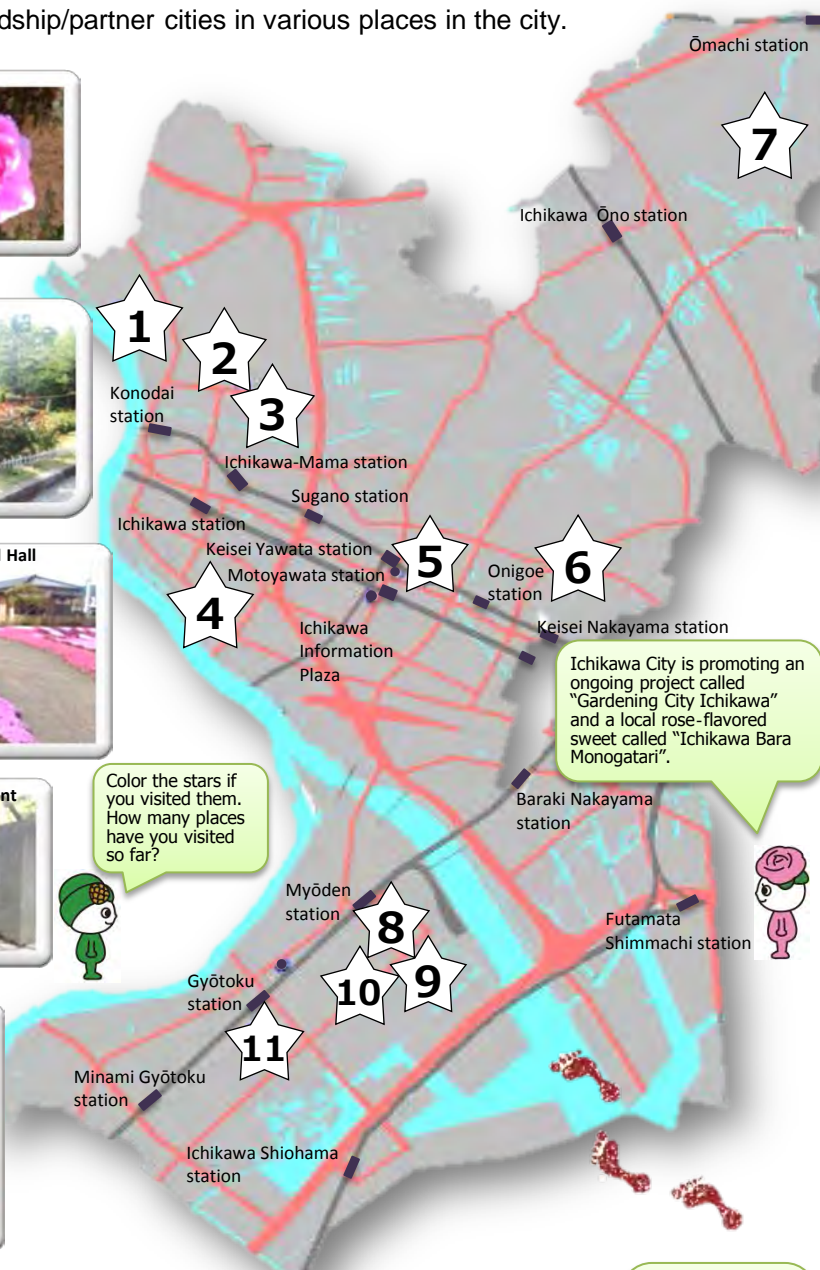 dship/partner cities in various places in the city.
Ōmachi station
7
Ichikawa Ōno station
1
2
3
Konodai
station
Ichikawa-Mama station
Sugano station
Ichikawa station
Keisei Yawata station
Motoyawata station
5
Onigoe
station
6
4
Ichikawa
Information
Plaza
Keisei Nakayama station
Hall
Ichikawa City is promoting an
ongoing project called
“Gardening City Ichikawa”
and a local rose-flavored
sweet called “Ichikawa Bara
Monogatari”.
Color the stars if
you visited them.
How many places
have you visited
so far?
nt
Baraki Nakayama
station
Myōden
station
8
Futamata
Shimmachi station
9
10
Gyōtoku
station
11
Minami Gyōtoku
station
Ichikawa Shiohama
station